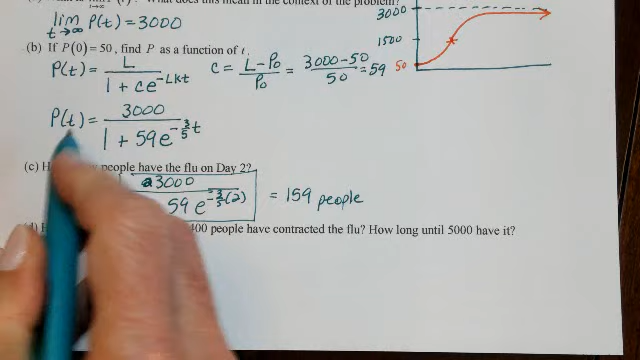 What does this mean in the context of the problem?
lim P(t) = 3000
t→∞
3000
1500
50
(b) If P(0) = 50, find P as a function of t.
P(t) = L / 1 + ce^-Lkt
c = L - P₀ / P₀ = 3000 - 50 / 50 = 59
P(t) = 3000 / 1 + 59e^-3/5 t
(c) people have the flu on Day 2?
3000 / 59 e^-3/5(2) = 159 people
(d) 400 people have contracted the flu? How long until 5000 have it?